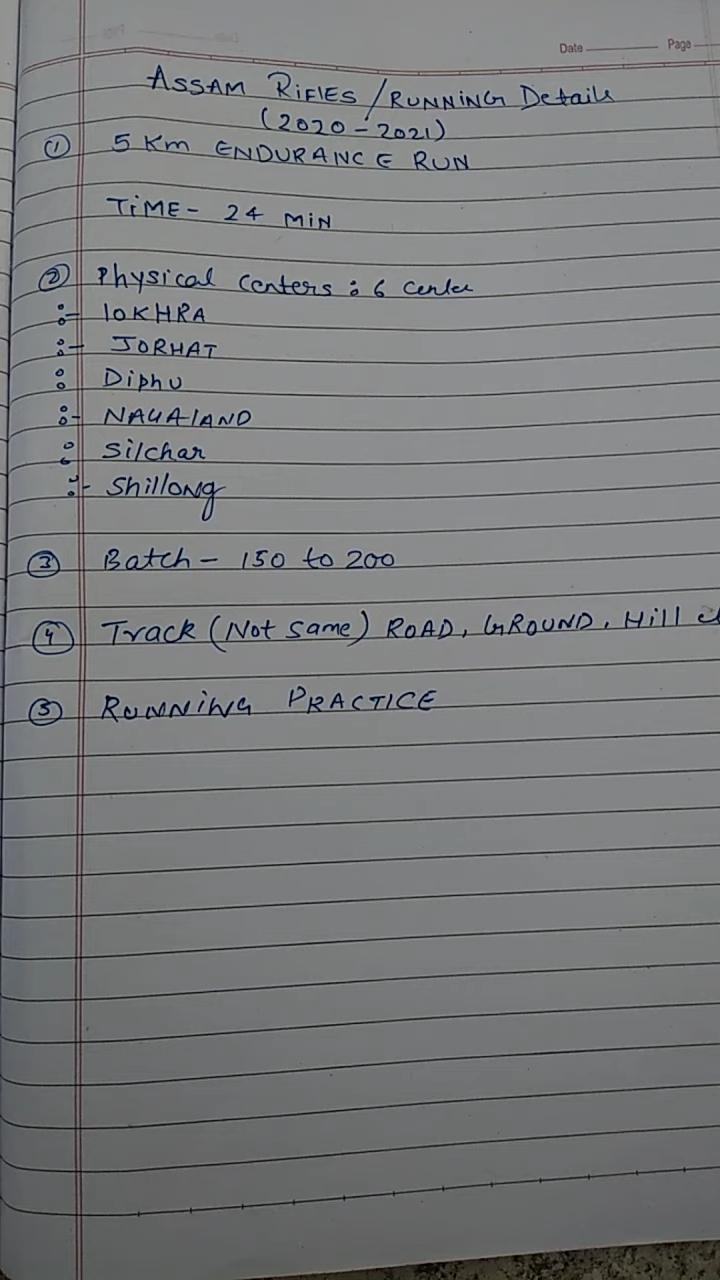 Date Page
ASSAM RIFlES / RUNNING Details
(2020-2021)
① 5 Km ENDURANCE RUN
TiME- 24 MiN
② Physical Centers : 6 Center
:- lOKHRA
:- JORHAT
: Diphu
:- NAGAlAND
: Silchar
:- Shillong
③ Batch - 150 to 200
④ Track (Not Same) ROAD, GROUND, Hill
⑤ RUNNiNG PRACTICE